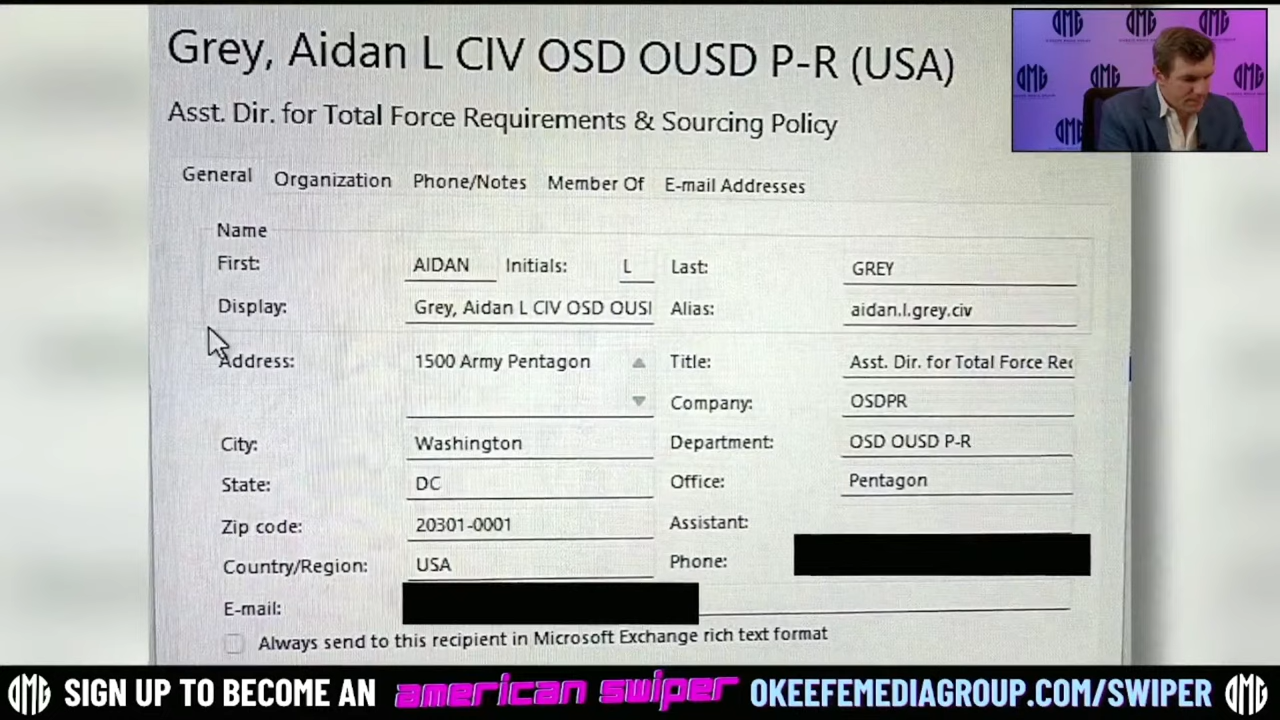 Grey, Aidan L CIV OSD OUSD P-R (USA)
Asst. Dir. for Total Force Requirements & Sourcing Policy
General Organization Phone/Notes Member Of E-mail Addresses
Name
First: AIDAN Initials: L Last: GREY
Display: Grey, Aidan L CIV OSD OUSI Alias: aidan.l.grey.civ
Address: 1500 Army Pentagon Title: Asst. Dir. for Total Force Rec
Company: OSDPR
City: Washington Department: OSD OUSD P-R
State: DC Office: Pentagon
Zip code: 20301-0001 Assistant:
Country/Region: USA Phone:
E-mail:
Always send to this recipient in Microsoft Exchange rich text format
OMG SIGN UP TO BECOME AN american swiper OKEEFEMEDIAGROUP.COM/SWIPER OMG